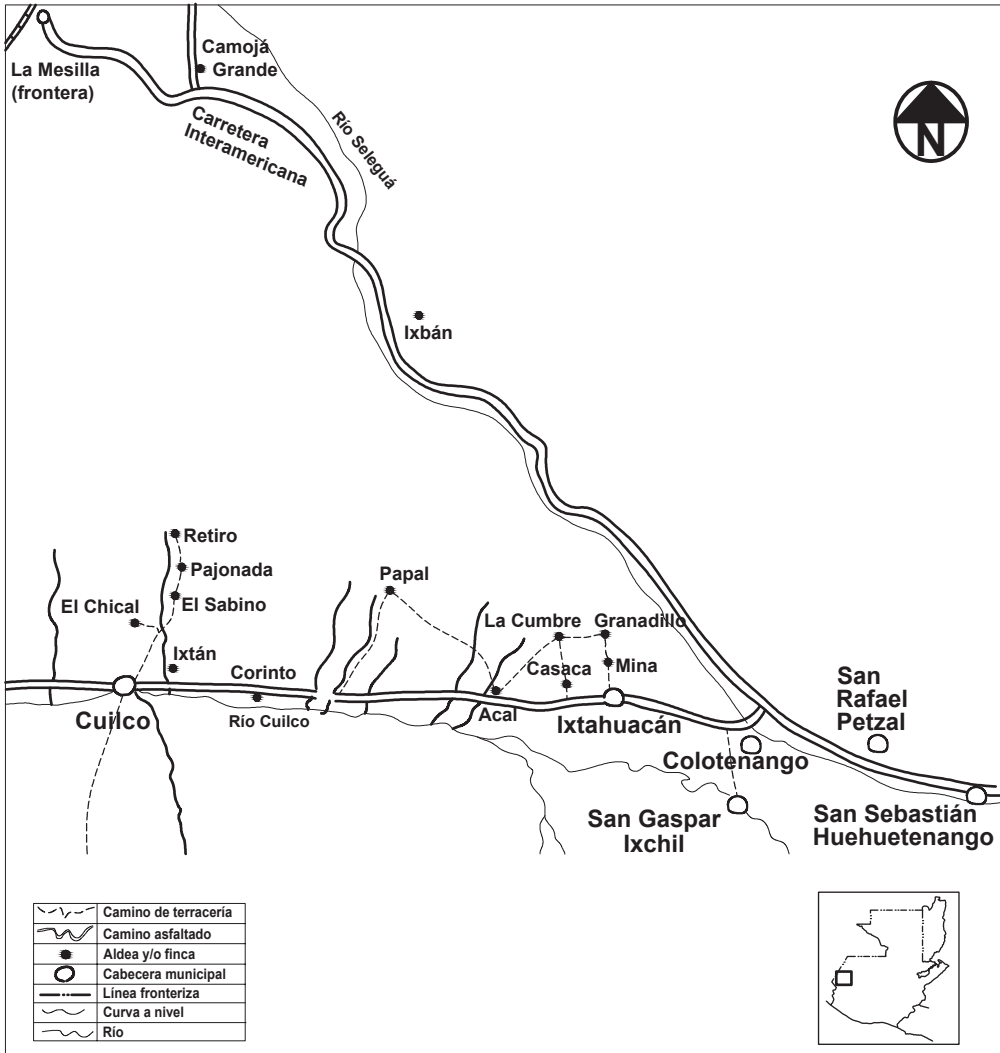 La Mesilla
(frontera)
Camojá
Grande
Carretera
Interamericana
Río Seleguá
N
Ixbán
Retiro
Pajonada
El Sabino
El Chical
Ixtán
Cuilco
Corinto
Río Cuilco
Papal
La Cumbre
Granadillo
Casaca
Mina
Acal
Ixtahuacán
Colotenango
San
Rafael
Petzal
San Gaspar
Ixchil
San Sebastián
Huehuetenango
Camino de terracería
Camino asfaltado
Aldea y/o finca
Cabecera municipal
Línea fronteriza
Curva a nivel
Río